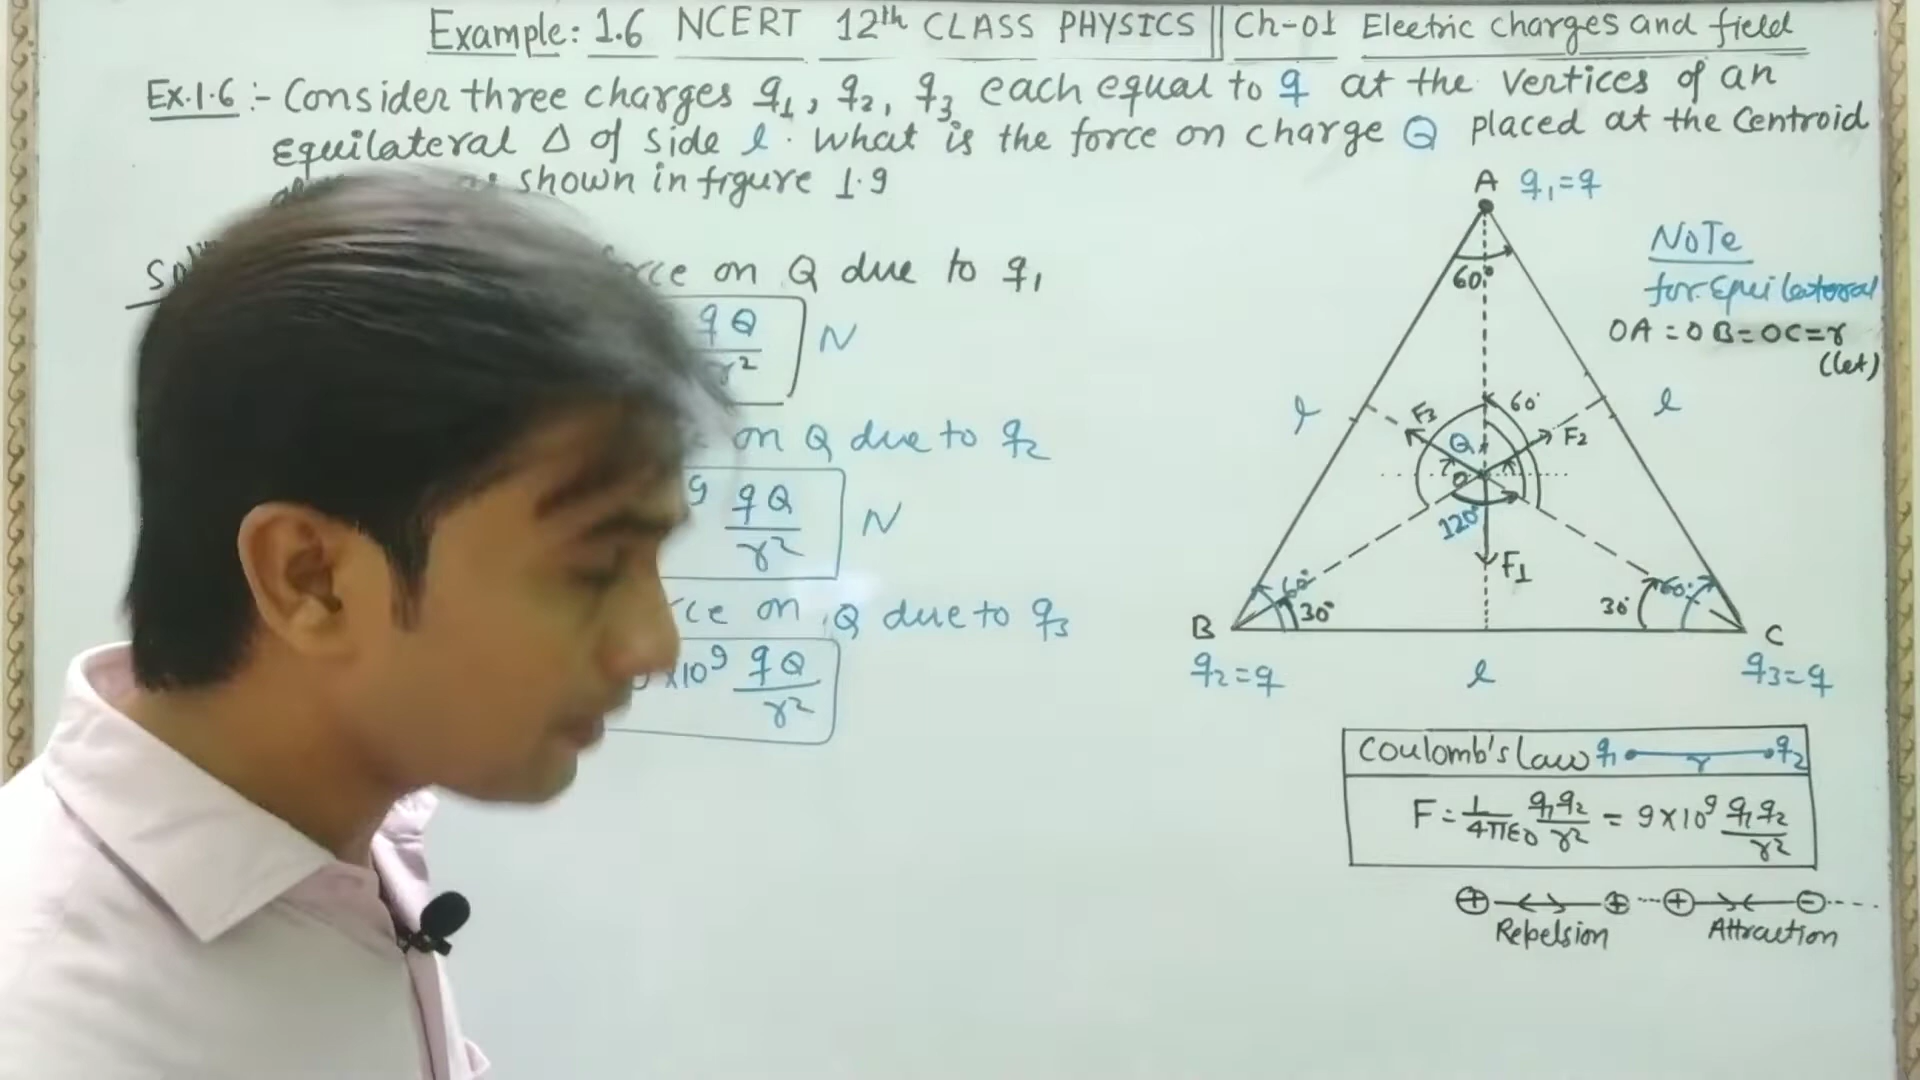 Example: 1.6 NCERT 12th CLASS PHYSICS || Ch-01 Electric Charges and field
Ex.1.6:- Consider three charges q1, q2, q3 each equal to q at the vertices of an
equilateral Δ of side l. What is the force on charge Q placed at the Centroid
shown in figure 1.9
on Q due to q1
qQ/r² N
on Q due to q2
9 qQ/r² N
on Q due to q3
×10⁹ qQ/r²
A q1=q
60°
NOTE
for Equilateral
OA=OB=OC=r
(let)
l
l
F3
60°
F2
Q
O
120°
F1
60°
30°
30°
60°
B
C
q2=q
l
q3=q
Coulomb's Law q1 r q2
F=1/4πε0 q1q2/r² = 9×10⁹ q1q2/r²
+ + + -
Repelsion Attraction